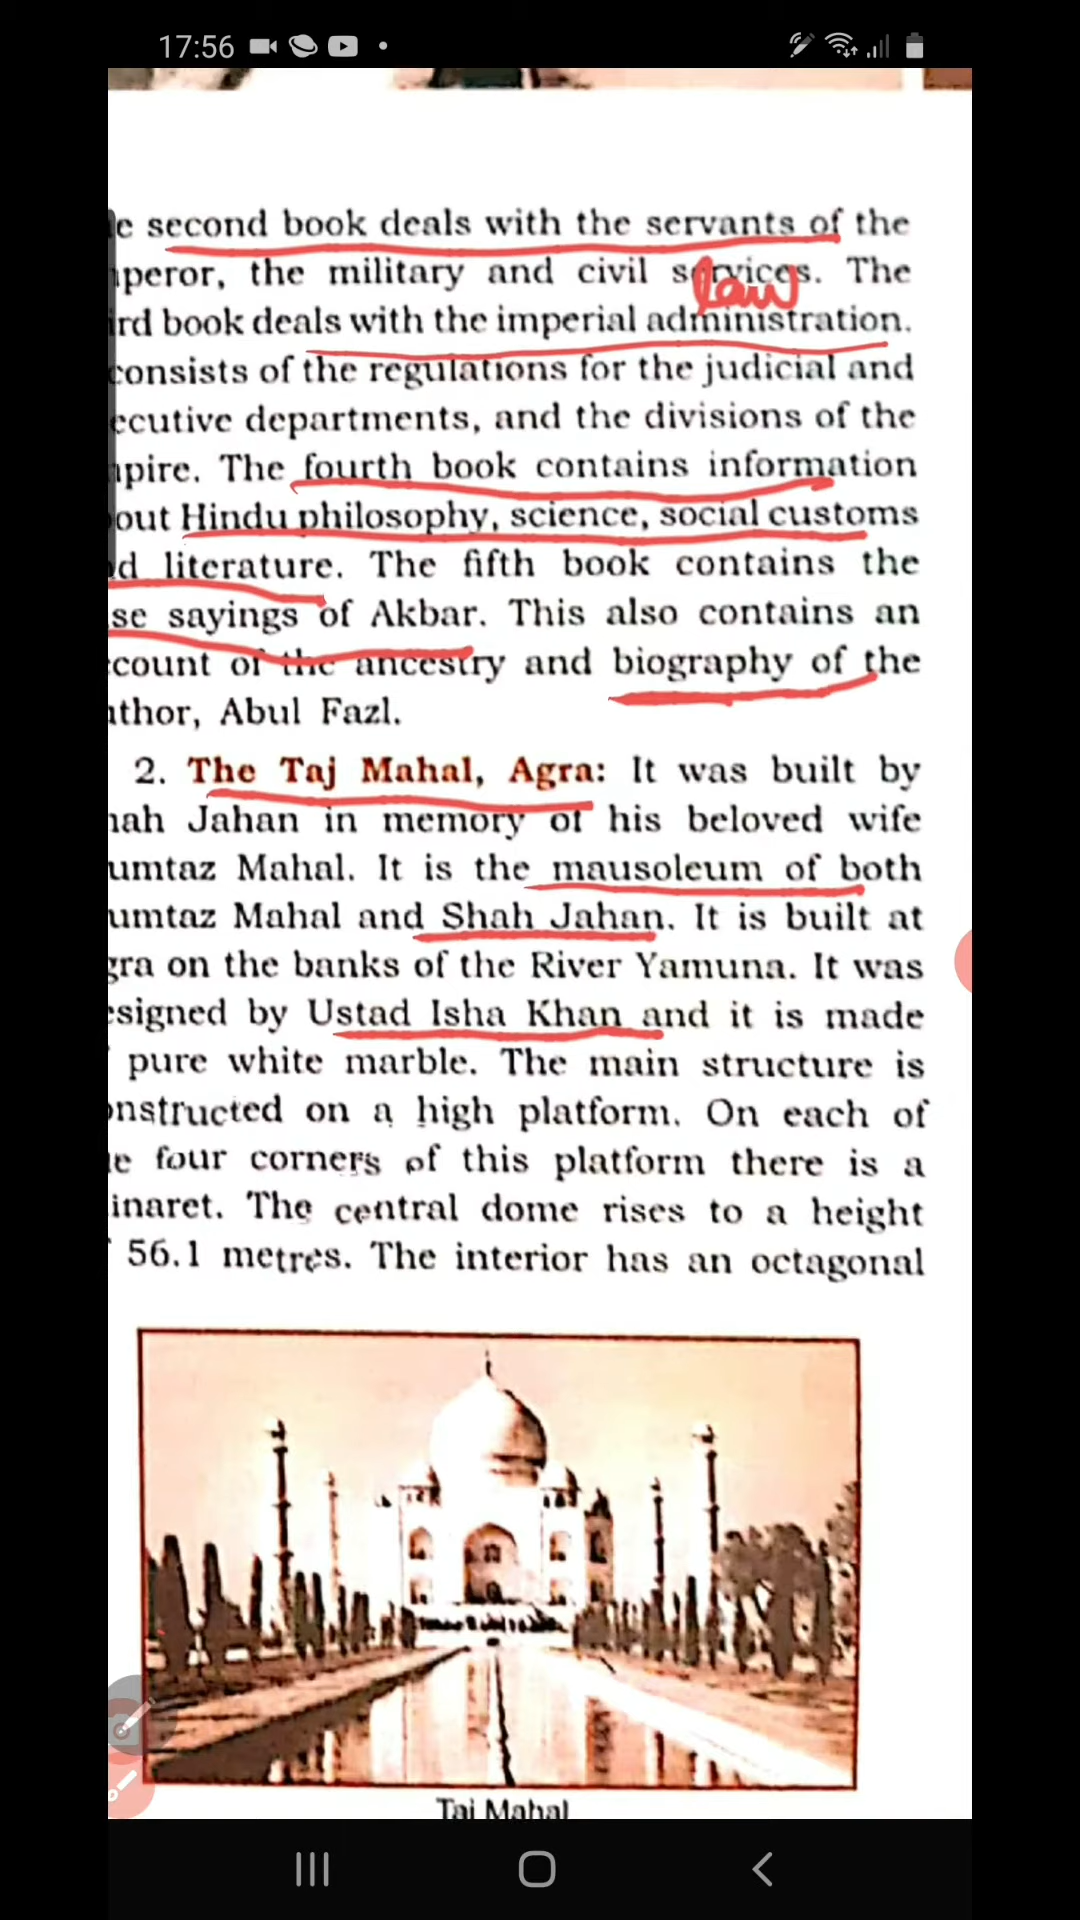 17:56
e second book deals with the servants of the
peror, the military and civil services. The
law
rd book deals with the imperial administration.
consists of the regulations for the judicial and
ecutive departments, and the divisions of the
pire. The fourth book contains information
out Hindu philosophy, science, social customs
d literature. The fifth book contains the
se sayings of Akbar. This also contains an
count of the ancestry and biography of the
thor, Abul Fazl.
2. The Taj Mahal, Agra: It was built by
ah Jahan in memory of his beloved wife
umtaz Mahal. It is the mausoleum of both
umtaz Mahal and Shah Jahan. It is built at
gra on the banks of the River Yamuna. It was
signed by Ustad Isha Khan and it is made
pure white marble. The main structure is
onstructed on a high platform. On each of
e four corners of this platform there is a
inaret. The central dome rises to a height
56.1 metres. The interior has an octagonal
Taj Mahal